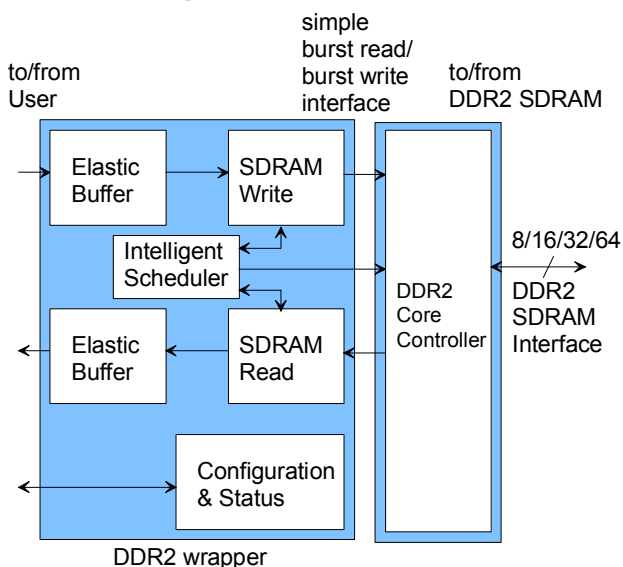 simple
burst read/
burst write
interface
to/from
User
to/from
DDR2 SDRAM
Elastic
Buffer
SDRAM
Write
Intelligent
Scheduler
8/16/32/64
DDR2
SDRAM
Interface
DDR2
Core
Controller
Elastic
Buffer
SDRAM
Read
Configuration
& Status
DDR2 wrapper